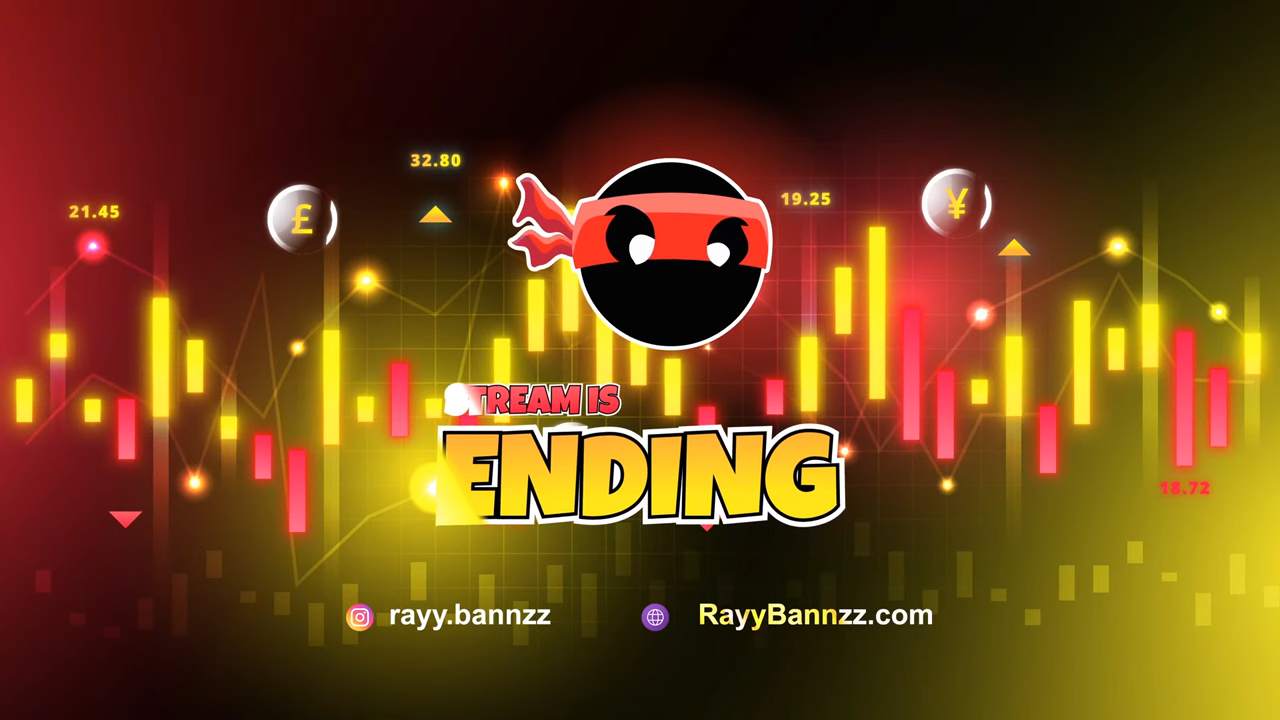 32.80
21.45
19.25
£
¥
STREAM IS
ENDING
18.72
rayy.bannzz
RayyBannzz.com